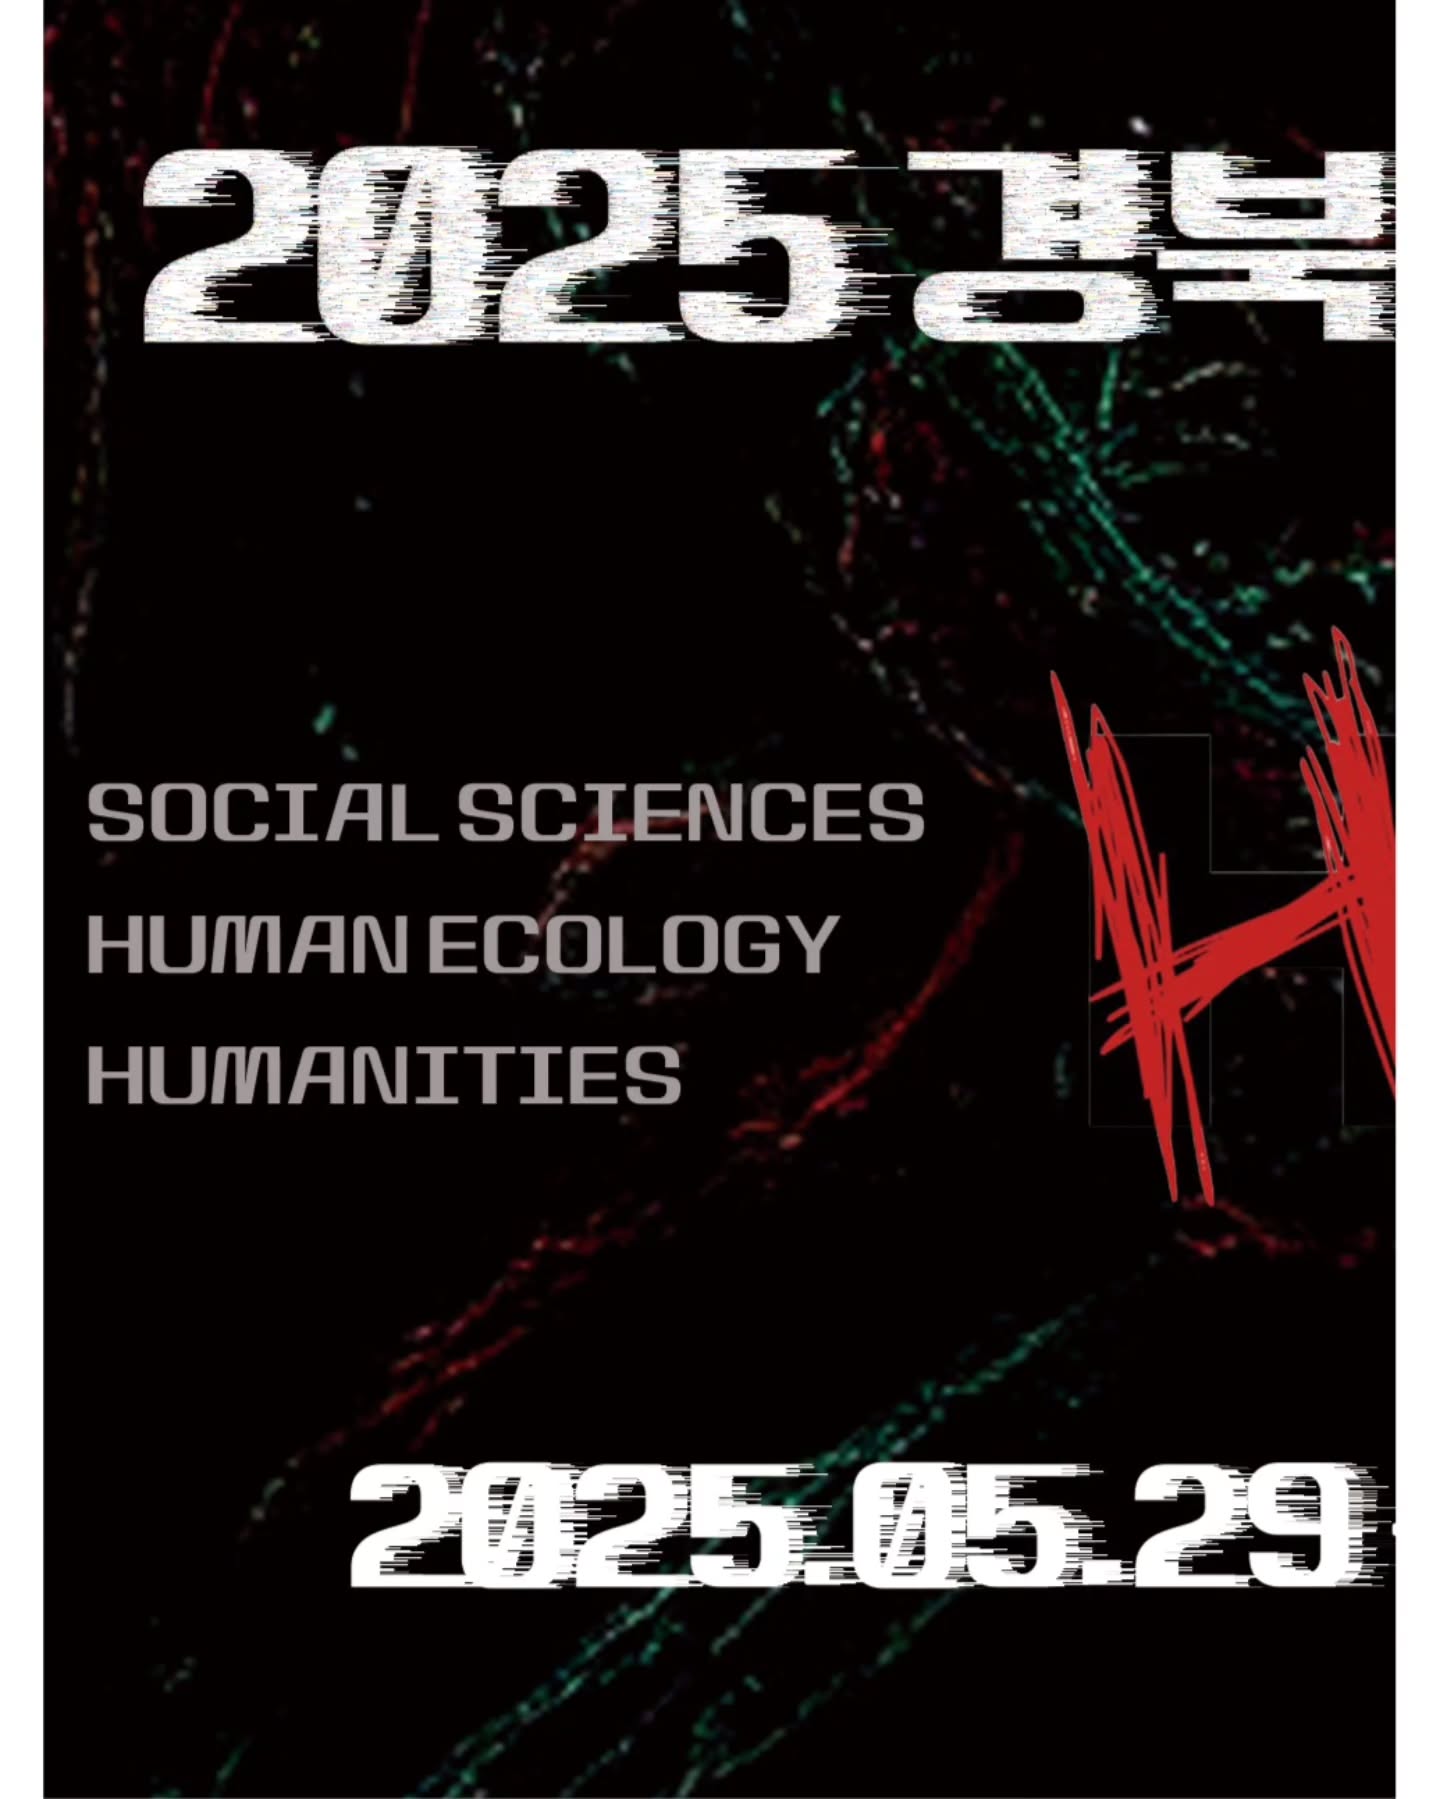 2025 경북
SOCIAL SCIENCES
HUMAN ECOLOGY
HUMANITIES
H
2025.05.29